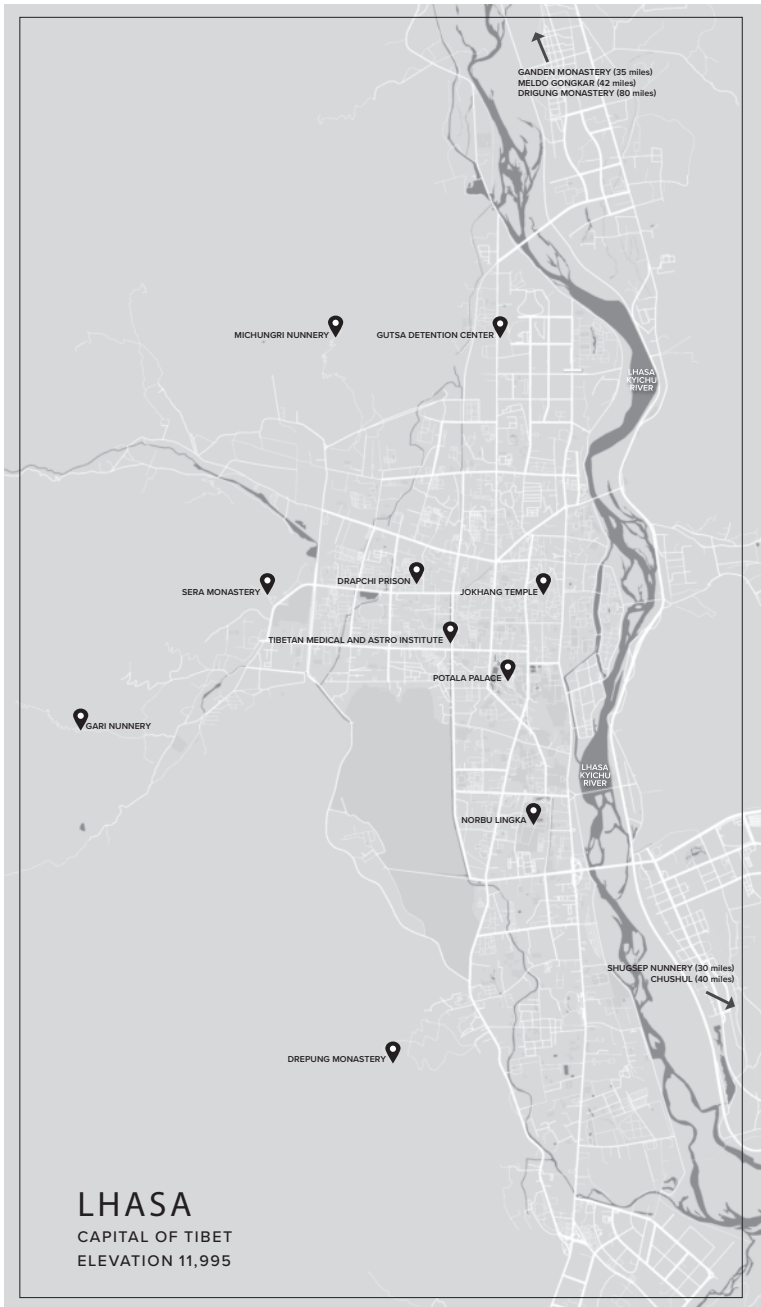 GANDEN MONASTERY (35 miles)
MELDO GONGKAR (42 miles)
DRIGUNG MONASTERY (80 miles)
MICHUNGRI NUNNERY
GUTSA DETENTION CENTER
LHASA
KYICHU
RIVER
DRAPCHI PRISON
SERA MONASTERY
JOKHANG TEMPLE
TIBETAN MEDICAL AND ASTRO INSTITUTE
POTALA PALACE
GARI NUNNERY
LHASA
KYICHU
RIVER
NORBU LINGKA
SHUGSEP NUNNERY (30 miles)
CHUSHUL (40 miles)
DREPUNG MONASTERY
LHASA
CAPITAL OF TIBET
ELEVATION 11,995